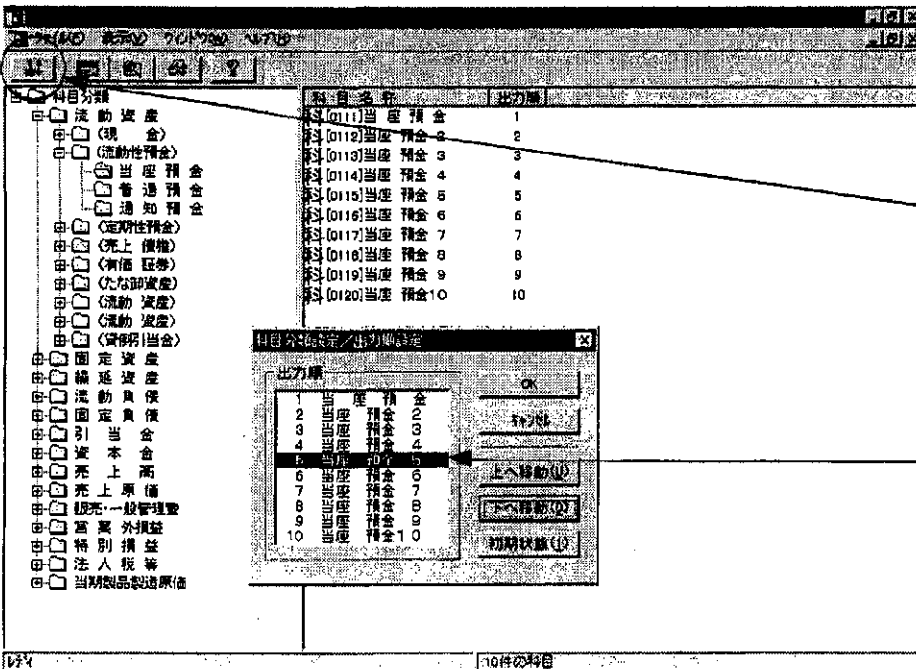 ワークス(W) 表示(V) ウィンドウ(W) ヘルプ(H)
科目分類
流 動 資 産
(現 金)
(流動性預金)
当 座 預 金
普 通 預 金
通 知 預 金
(定期性預金)
(売上 債権)
(有価 証券)
(たな卸資産)
(流動 資産)
(流動 資産)
(貸倒引当金)
固 定 資 産
繰 延 資 産
流 動 負 債
固 定 負 債
引 当 金
資 本 金
売 上 高
売 上 原 価
販売・一般管理費
営 業 外損益
特 別 損 益
法 人 税 等
当期製品製造原価
科 目 名 称 出力順
[0111]当 座 預 金 1
[0112]当座 預金 2 2
[0113]当座 預金 3 3
[0114]当座 預金 4 4
[0115]当座 預金 5 5
[0116]当座 預金 6 6
[0117]当座 預金 7 7
[0118]当座 預金 8 8
[0119]当座 預金 9 9
[0120]当座 預金10 10
科目分類設定/出力順設定
出力順
1 当 座 預 金
2 当座 預金 2
3 当座 預金 3
4 当座 預金 4
5 当座 預金 5
6 当座 預金 6
7 当座 預金 7
8 当座 預金 8
9 当座 預金 9
10 当座 預金10
OK
キャンセル
上へ移動(U)
下へ移動(D)
初期状態(I)
レディ
10件の科目